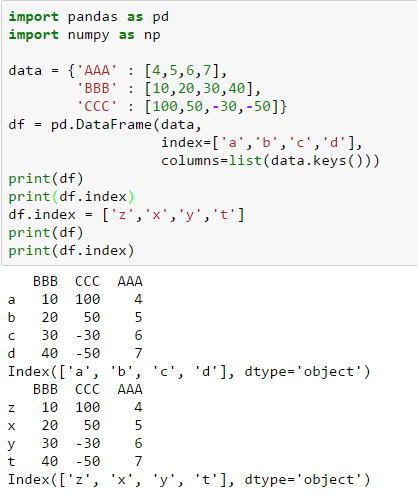 import pandas as pd
import numpy as np

data = {'AAA' : [4,5,6,7],
        'BBB' : [10,20,30,40],
        'CCC' : [100,50,-30,-50]}
df = pd.DataFrame(data,
                  index=['a','b','c','d'],
                  columns=list(data.keys()))
print(df)
print(df.index)
df.index = ['z','x','y','t']
print(df)
print(df.index)
   BBB  CCC  AAA
a   10  100    4
b   20   50    5
c   30  -30    6
d   40  -50    7
Index(['a', 'b', 'c', 'd'], dtype='object')
   BBB  CCC  AAA
z   10  100    4
x   20   50    5
y   30  -30    6
t   40  -50    7
Index(['z', 'x', 'y', 't'], dtype='object')